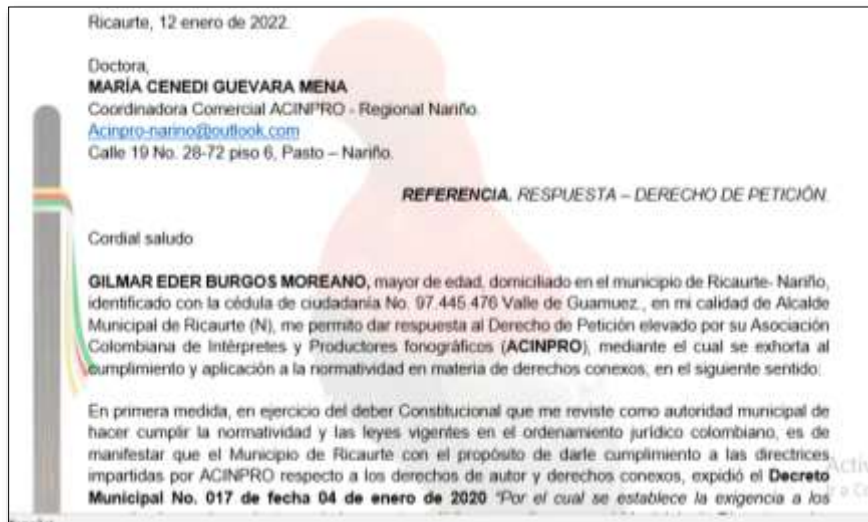 Ricaurte, 12 enero de 2022.
Doctora,
MARÍA CENEDI GUEVARA MENA
Coordinadora Comercial ACINPRO - Regional Nariño.
Acinpro-narino@outlook.com
Calle 19 No. 28-72 piso 6, Pasto – Nariño.
REFERENCIA. RESPUESTA – DERECHO DE PETICIÓN.
Cordial saludo
GILMAR EDER BURGOS MOREANO, mayor de edad, domiciliado en el municipio de Ricaurte- Nariño,
identificado con la cédula de ciudadanía No. 97.445.476 Valle de Guamuez., en mi calidad de Alcalde
Municipal de Ricaurte (N), me permito dar respuesta al Derecho de Petición elevado por su Asociación
Colombiana de Intérpretes y Productores fonográficos (ACINPRO), mediante el cual se exhorta al
cumplimiento y aplicación a la normatividad en materia de derechos conexos, en el siguiente sentido:
En primera medida, en ejercicio del deber Constitucional que me reviste como autoridad municipal de
hacer cumplir la normatividad y las leyes vigentes en el ordenamiento jurídico colombiano, es de
manifestar que el Municipio de Ricaurte con el propósito de darle cumplimiento a las directrices
impartidas por ACINPRO respecto a los derechos de autor y derechos conexos, expidió el Decreto
Municipal No. 017 de fecha 04 de enero de 2020 "Por el cual se establece la exigencia a los